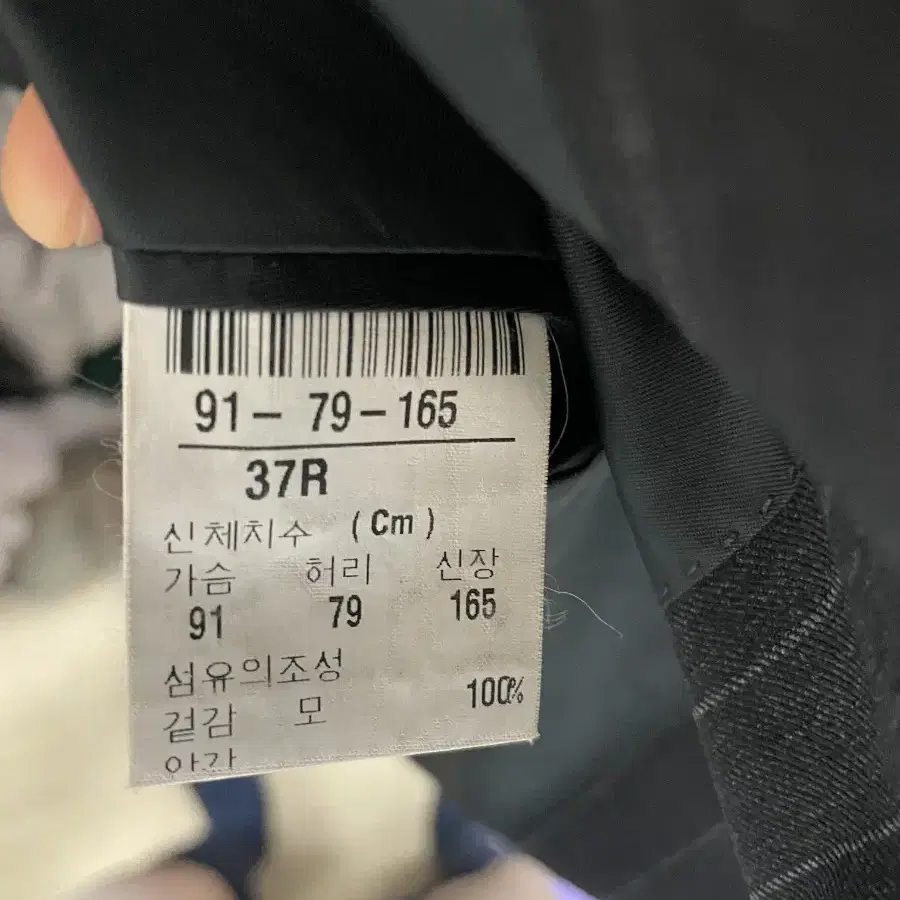 91 - 79 - 165
37R
신체치수 ( Cm )
가슴 허리 신장
91 79 165
섬유의조성
겉감 모 100%